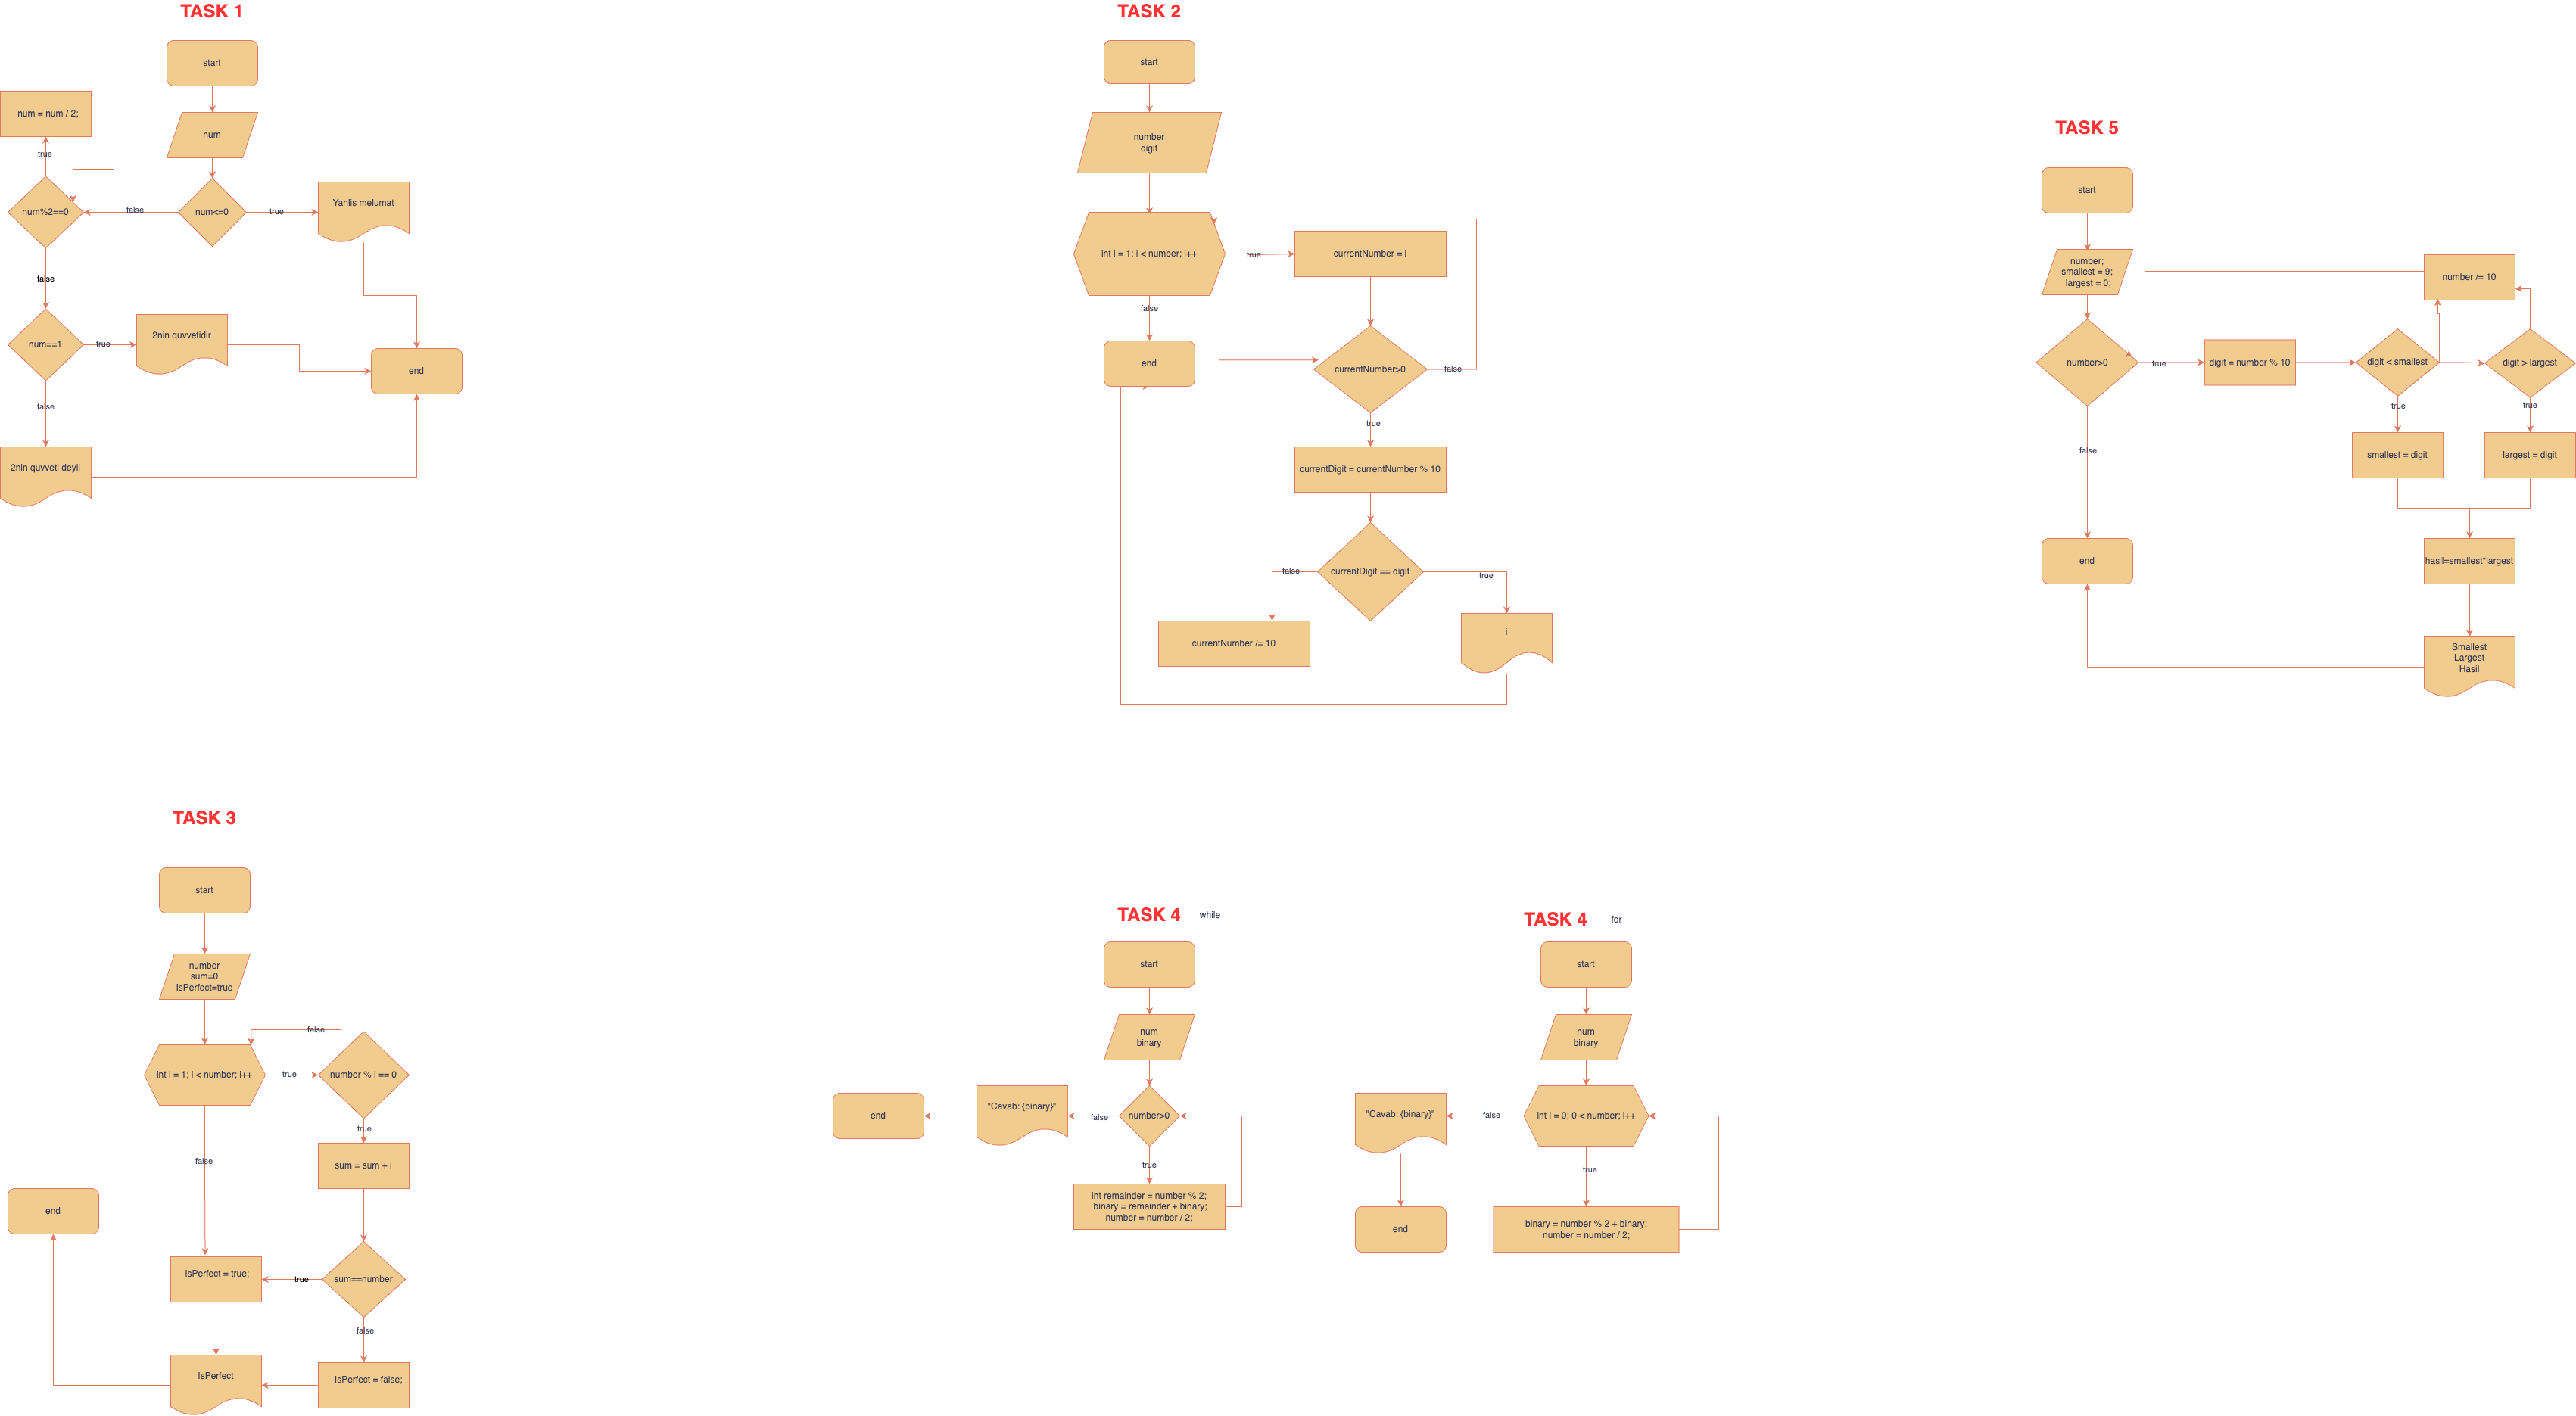 TASK 1
start
num
num = num / 2;
true
num%2==0
false
num<=0
true
Yanlis melumat
false
num==1
true
2nin quvvetidir
end
false
2nin quvveti deyil
TASK 2
start
number
digit
int i = 1; i < number; i++
true
currentNumber = i
false
end
currentNumber>0
false
true
currentDigit = currentNumber % 10
currentDigit == digit
false
true
currentNumber /= 10
i
TASK 5
start
number;
smallest = 9;
largest = 0;
number /= 10
number>0
true
digit = number % 10
digit < smallest
digit > largest
true
true
false
smallest = digit
largest = digit
end
hasil=smallest*largest
Smallest
Largest
Hasil
TASK 3
start
number
sum=0
IsPerfect=true
false
int i = 1; i < number; i++
true
number % i == 0
true
false
sum = sum + i
end
IsPerfect = true;
true
sum==number
false
IsPerfect
IsPerfect = false;
TASK 4
while
start
num
binary
end
"Cavab: {binary}"
false
number>0
true
int remainder = number % 2;
binary = remainder + binary;
number = number / 2;
TASK 4
for
start
num
binary
"Cavab: {binary}"
false
int i = 0; 0 < number; i++
true
end
binary = number % 2 + binary;
number = number / 2;